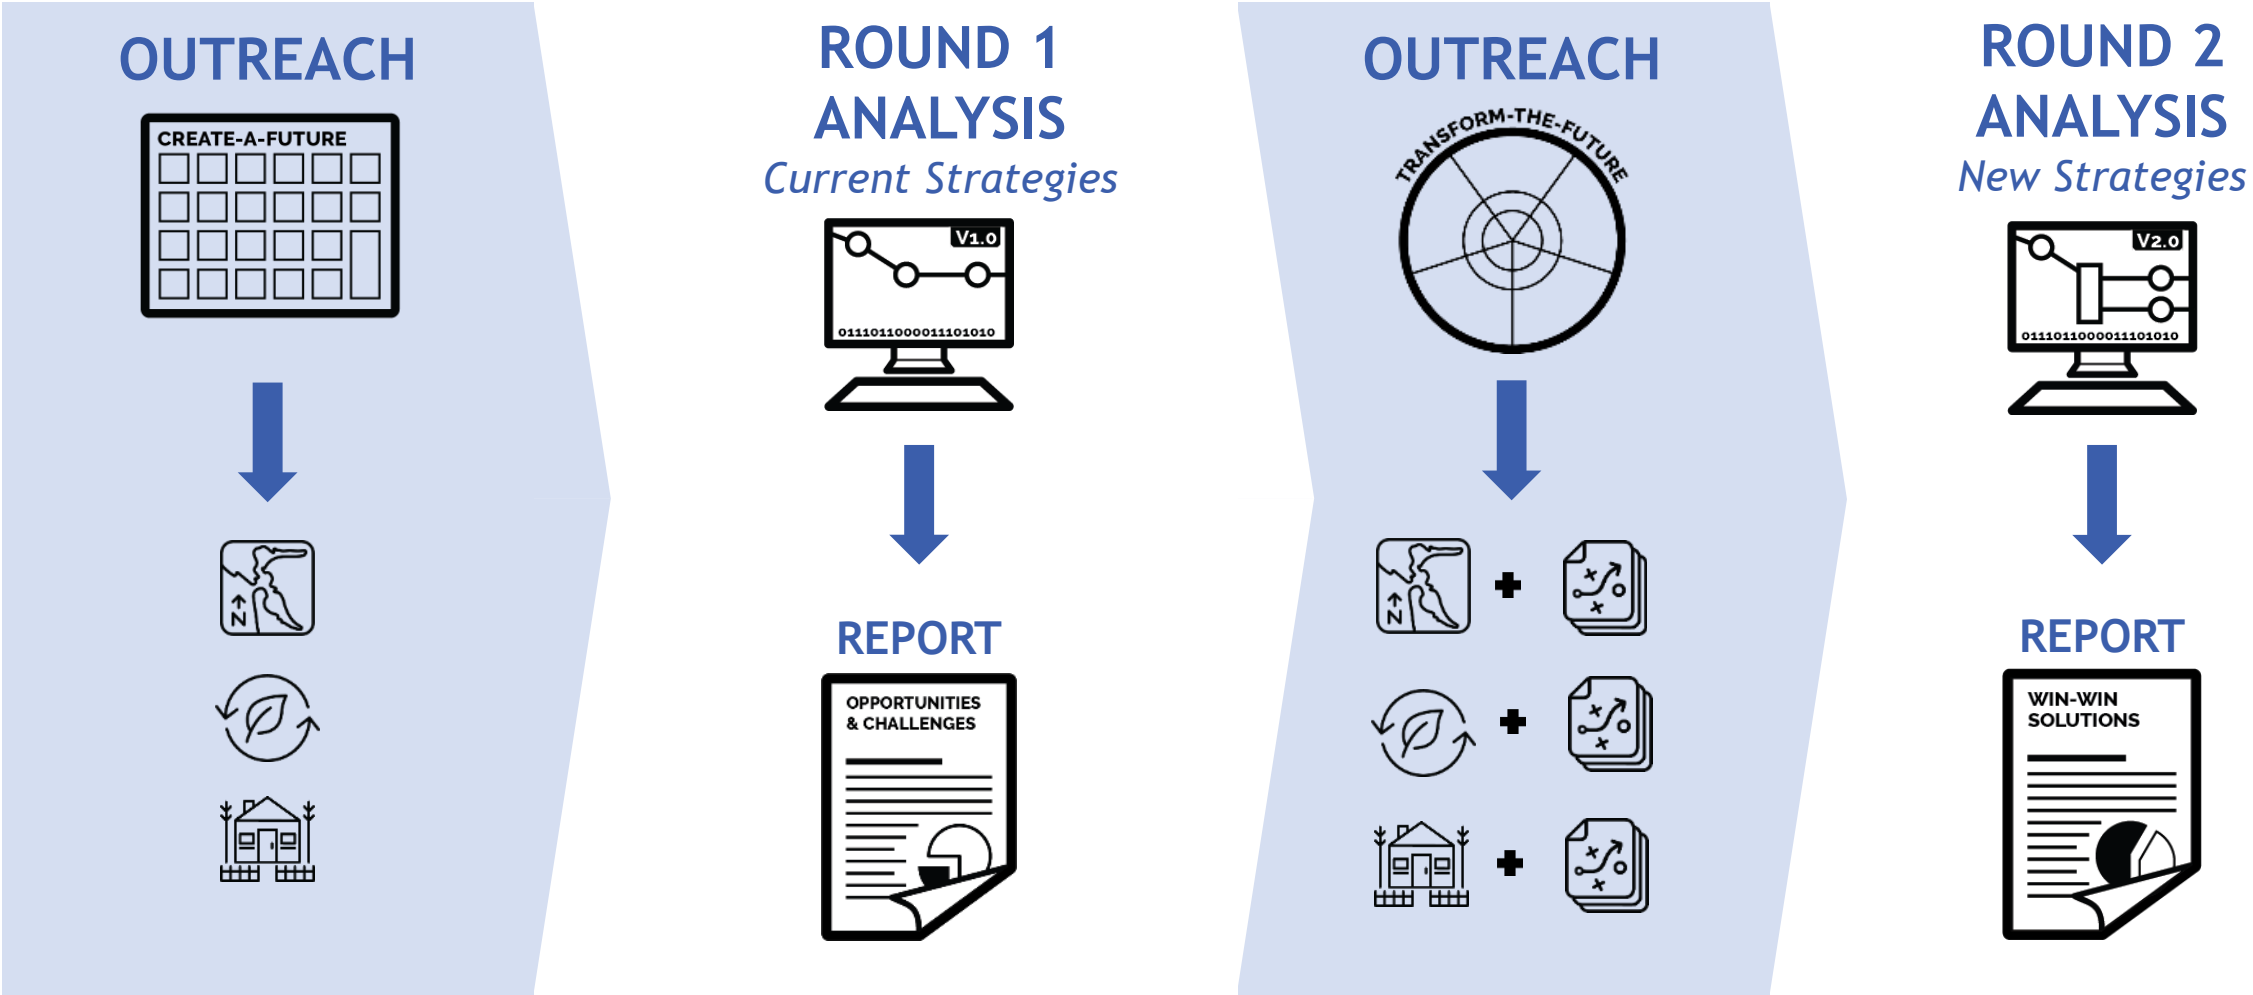 OUTREACH
CREATE-A-FUTURE
N
ROUND 1
ANALYSIS
Current Strategies
V1.0
0111011000011101010
REPORT
OPPORTUNITIES
& CHALLENGES
OUTREACH
TRANSFORM-THE-FUTURE
N
ROUND 2
ANALYSIS
New Strategies
V2.0
0111011000011101010
REPORT
WIN-WIN
SOLUTIONS